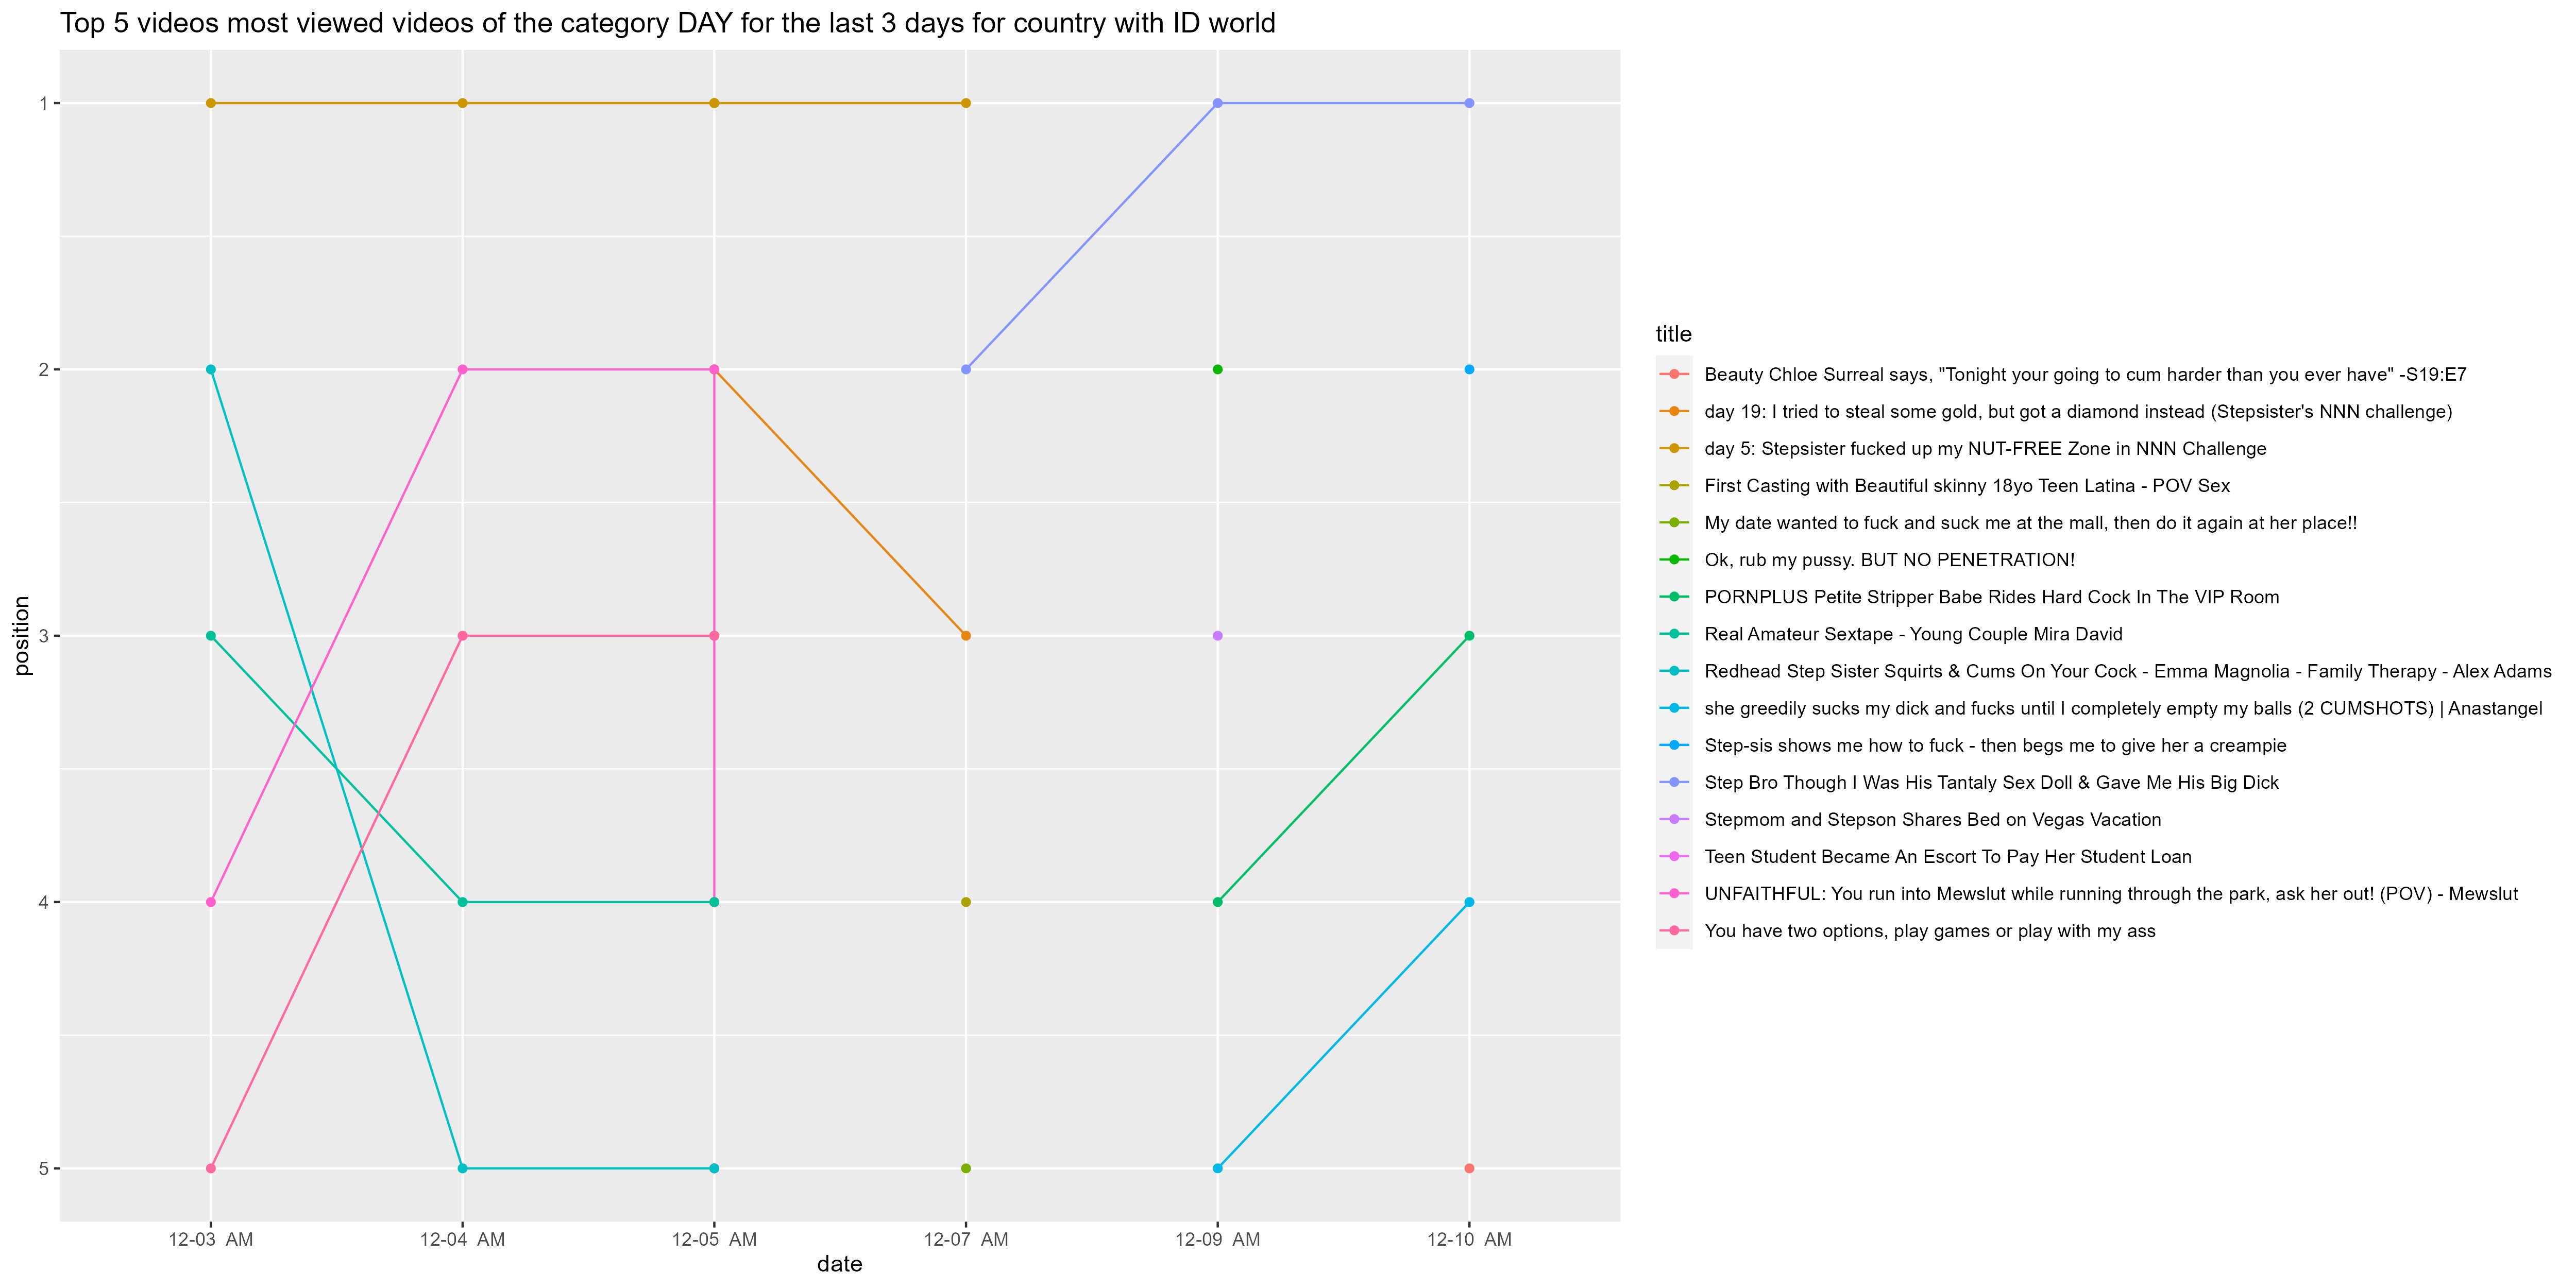 Top 5 videos most viewed videos of the category DAY for the last 3 days for country with ID world
position
1
2
3
4
5
12-03 AM
12-04 AM
12-05 AM
12-07 AM
12-09 AM
12-10 AM
date
title
Beauty Chloe Surreal says, "Tonight your going to cum harder than you ever have" -S19:E7
day 19: I tried to steal some gold, but got a diamond instead (Stepsister's NNN challenge)
day 5: Stepsister fucked up my NUT-FREE Zone in NNN Challenge
First Casting with Beautiful skinny 18yo Teen Latina - POV Sex
My date wanted to fuck and suck me at the mall, then do it again at her place!!
Ok, rub my pussy. BUT NO PENETRATION!
PORNPLUS Petite Stripper Babe Rides Hard Cock In The VIP Room
Real Amateur Sextape - Young Couple Mira David
Redhead Step Sister Squirts & Cums On Your Cock - Emma Magnolia - Family Therapy - Alex Adams
she greedily sucks my dick and fucks until I completely empty my balls (2 CUMSHOTS) | Anastangel
Step-sis shows me how to fuck - then begs me to give her a creampie
Step Bro Though I Was His Tantaly Sex Doll & Gave Me His Big Dick
Stepmom and Stepson Shares Bed on Vegas Vacation
Teen Student Became An Escort To Pay Her Student Loan
UNFAITHFUL: You run into Mewslut while running through the park, ask her out! (POV) - Mewslut
You have two options, play games or play with my ass